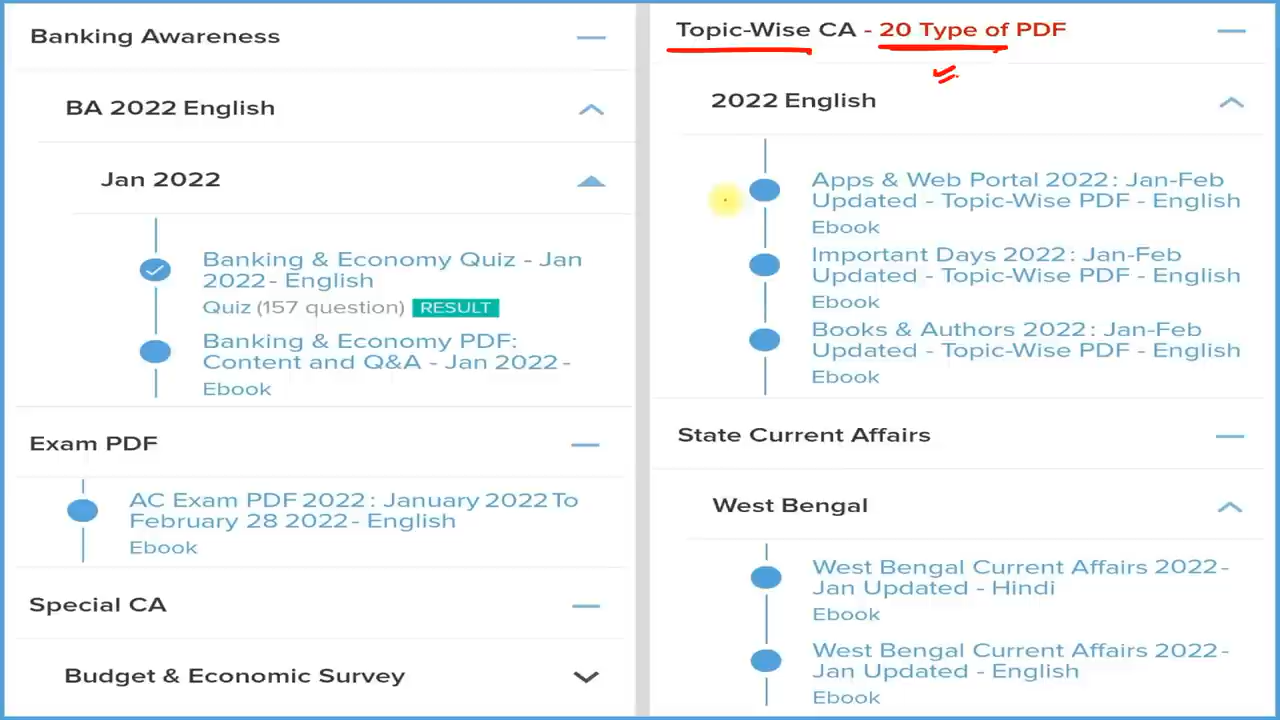 Banking Awareness
BA 2022 English
Jan 2022
Banking & Economy Quiz - Jan
2022- English
Quiz (157 question) RESULT
Banking & Economy PDF:
Content and Q&A - Jan 2022 -
Ebook
Exam PDF
AC Exam PDF 2022 : January 2022 To
February 28 2022- English
Ebook
Special CA
Budget & Economic Survey
Topic-Wise CA - 20 Type of PDF
2022 English
Apps & Web Portal 2022 : Jan-Feb
Updated - Topic-Wise PDF - English
Ebook
Important Days 2022 : Jan-Feb
Updated - Topic-Wise PDF - English
Ebook
Books & Authors 2022 : Jan-Feb
Updated - Topic-Wise PDF - English
Ebook
State Current Affairs
West Bengal
West Bengal Current Affairs 2022-
Jan Updated - Hindi
Ebook
West Bengal Current Affairs 2022-
Jan Updated - English
Ebook